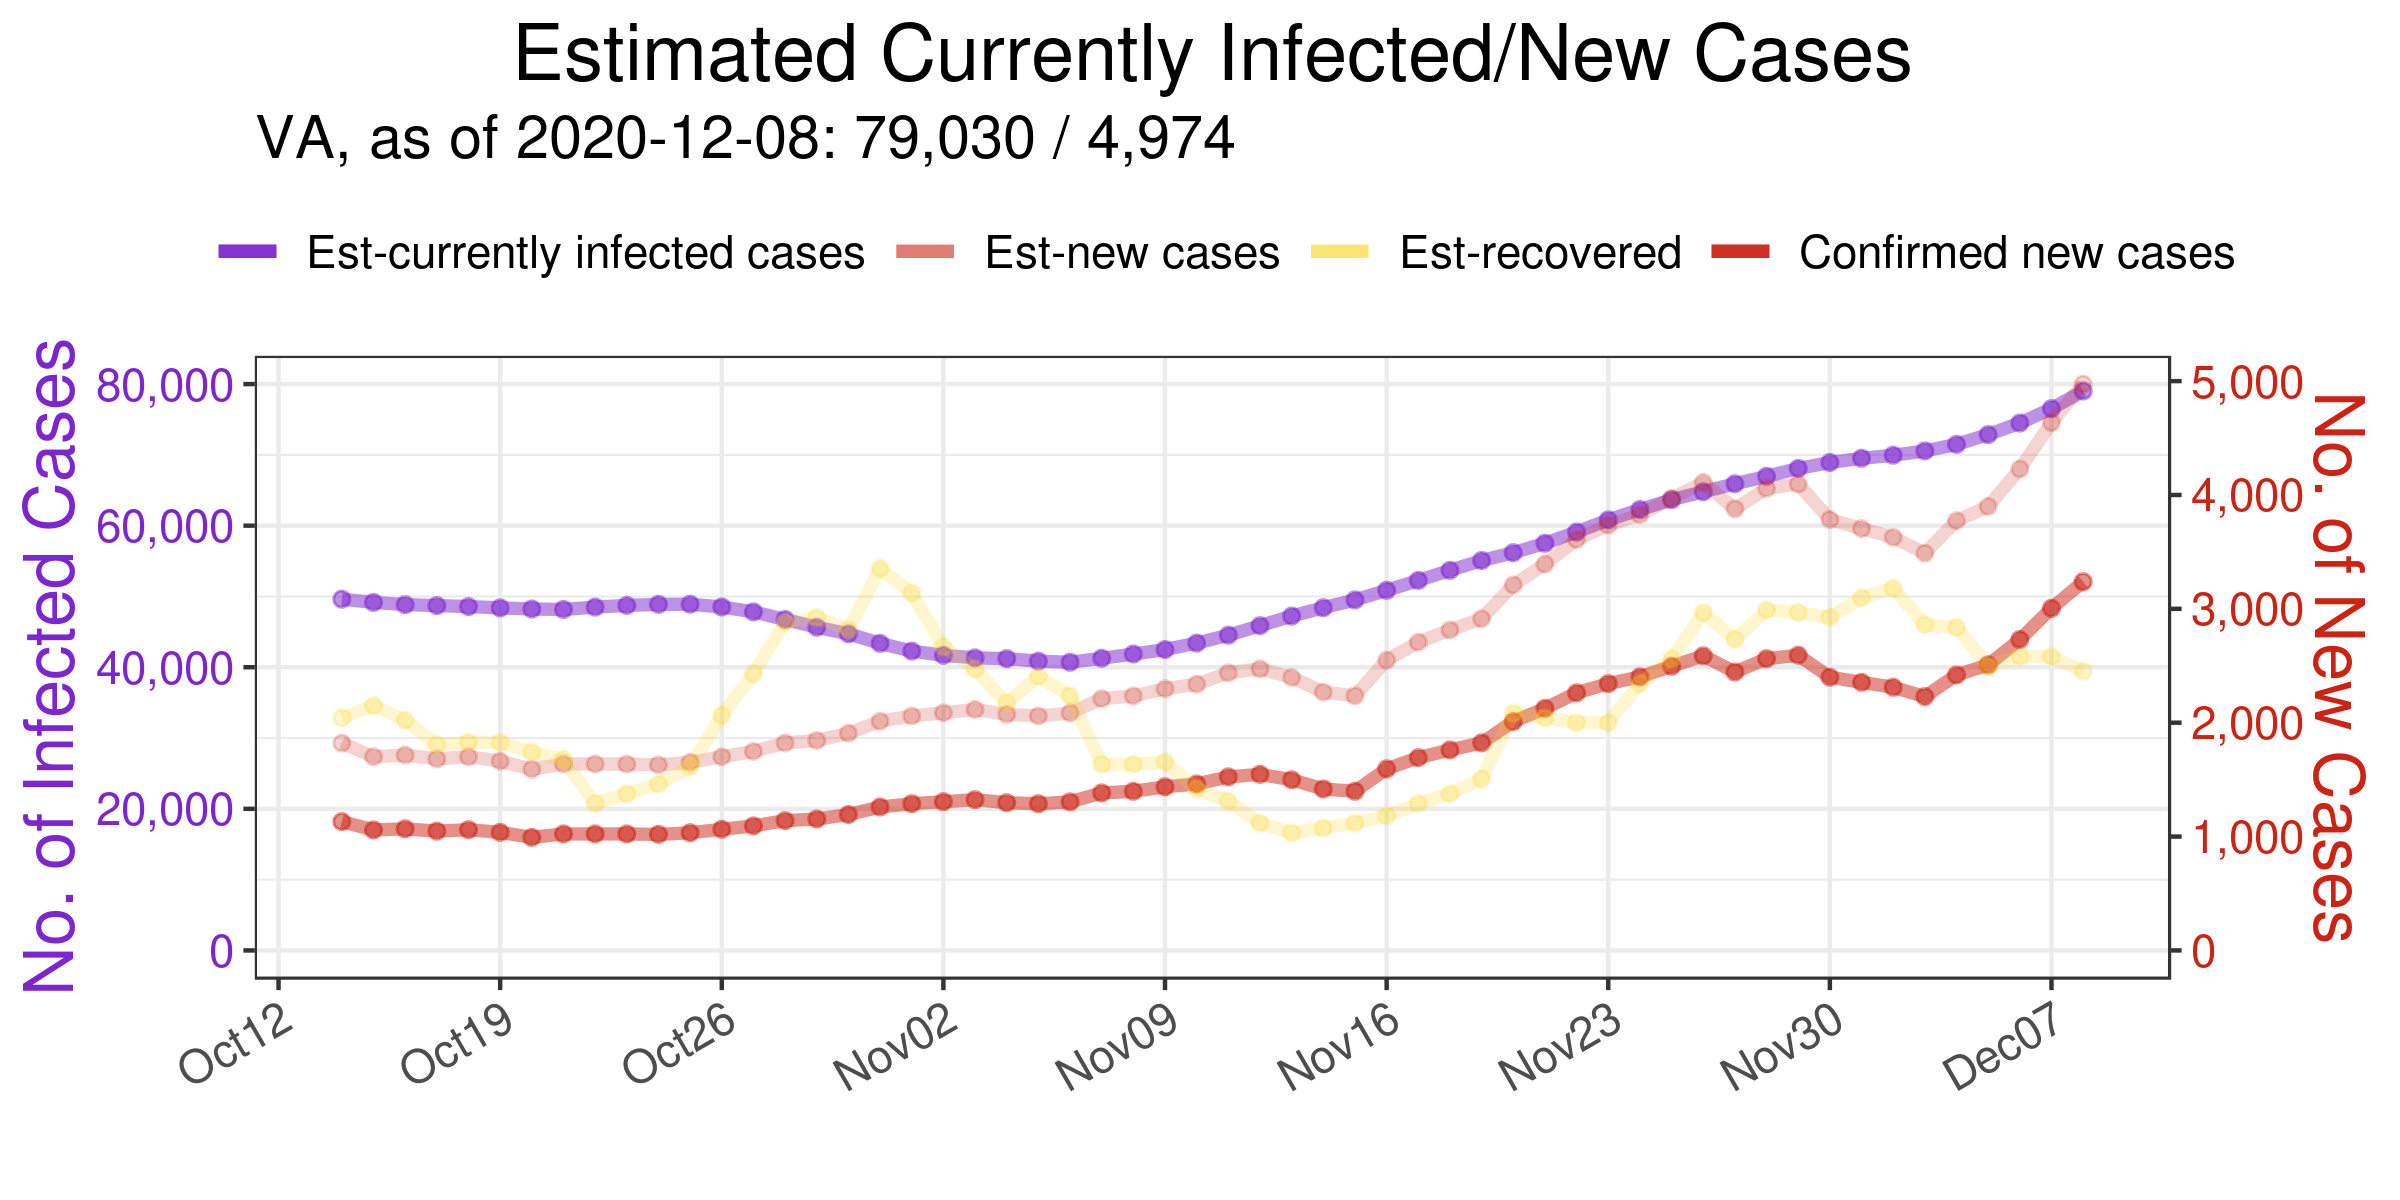 Estimated Currently Infected/New Cases
VA, as of 2020-12-08: 79,030 / 4,974
Est-currently infected cases Est-new cases Est-recovered Confirmed new cases
No. of Infected Cases
80,000
60,000
40,000
20,000
0
5,000
4,000
3,000
2,000
1,000
0
No. of New Cases
Oct12 Oct19 Oct26 Nov02 Nov09 Nov16 Nov23 Nov30 Dec07